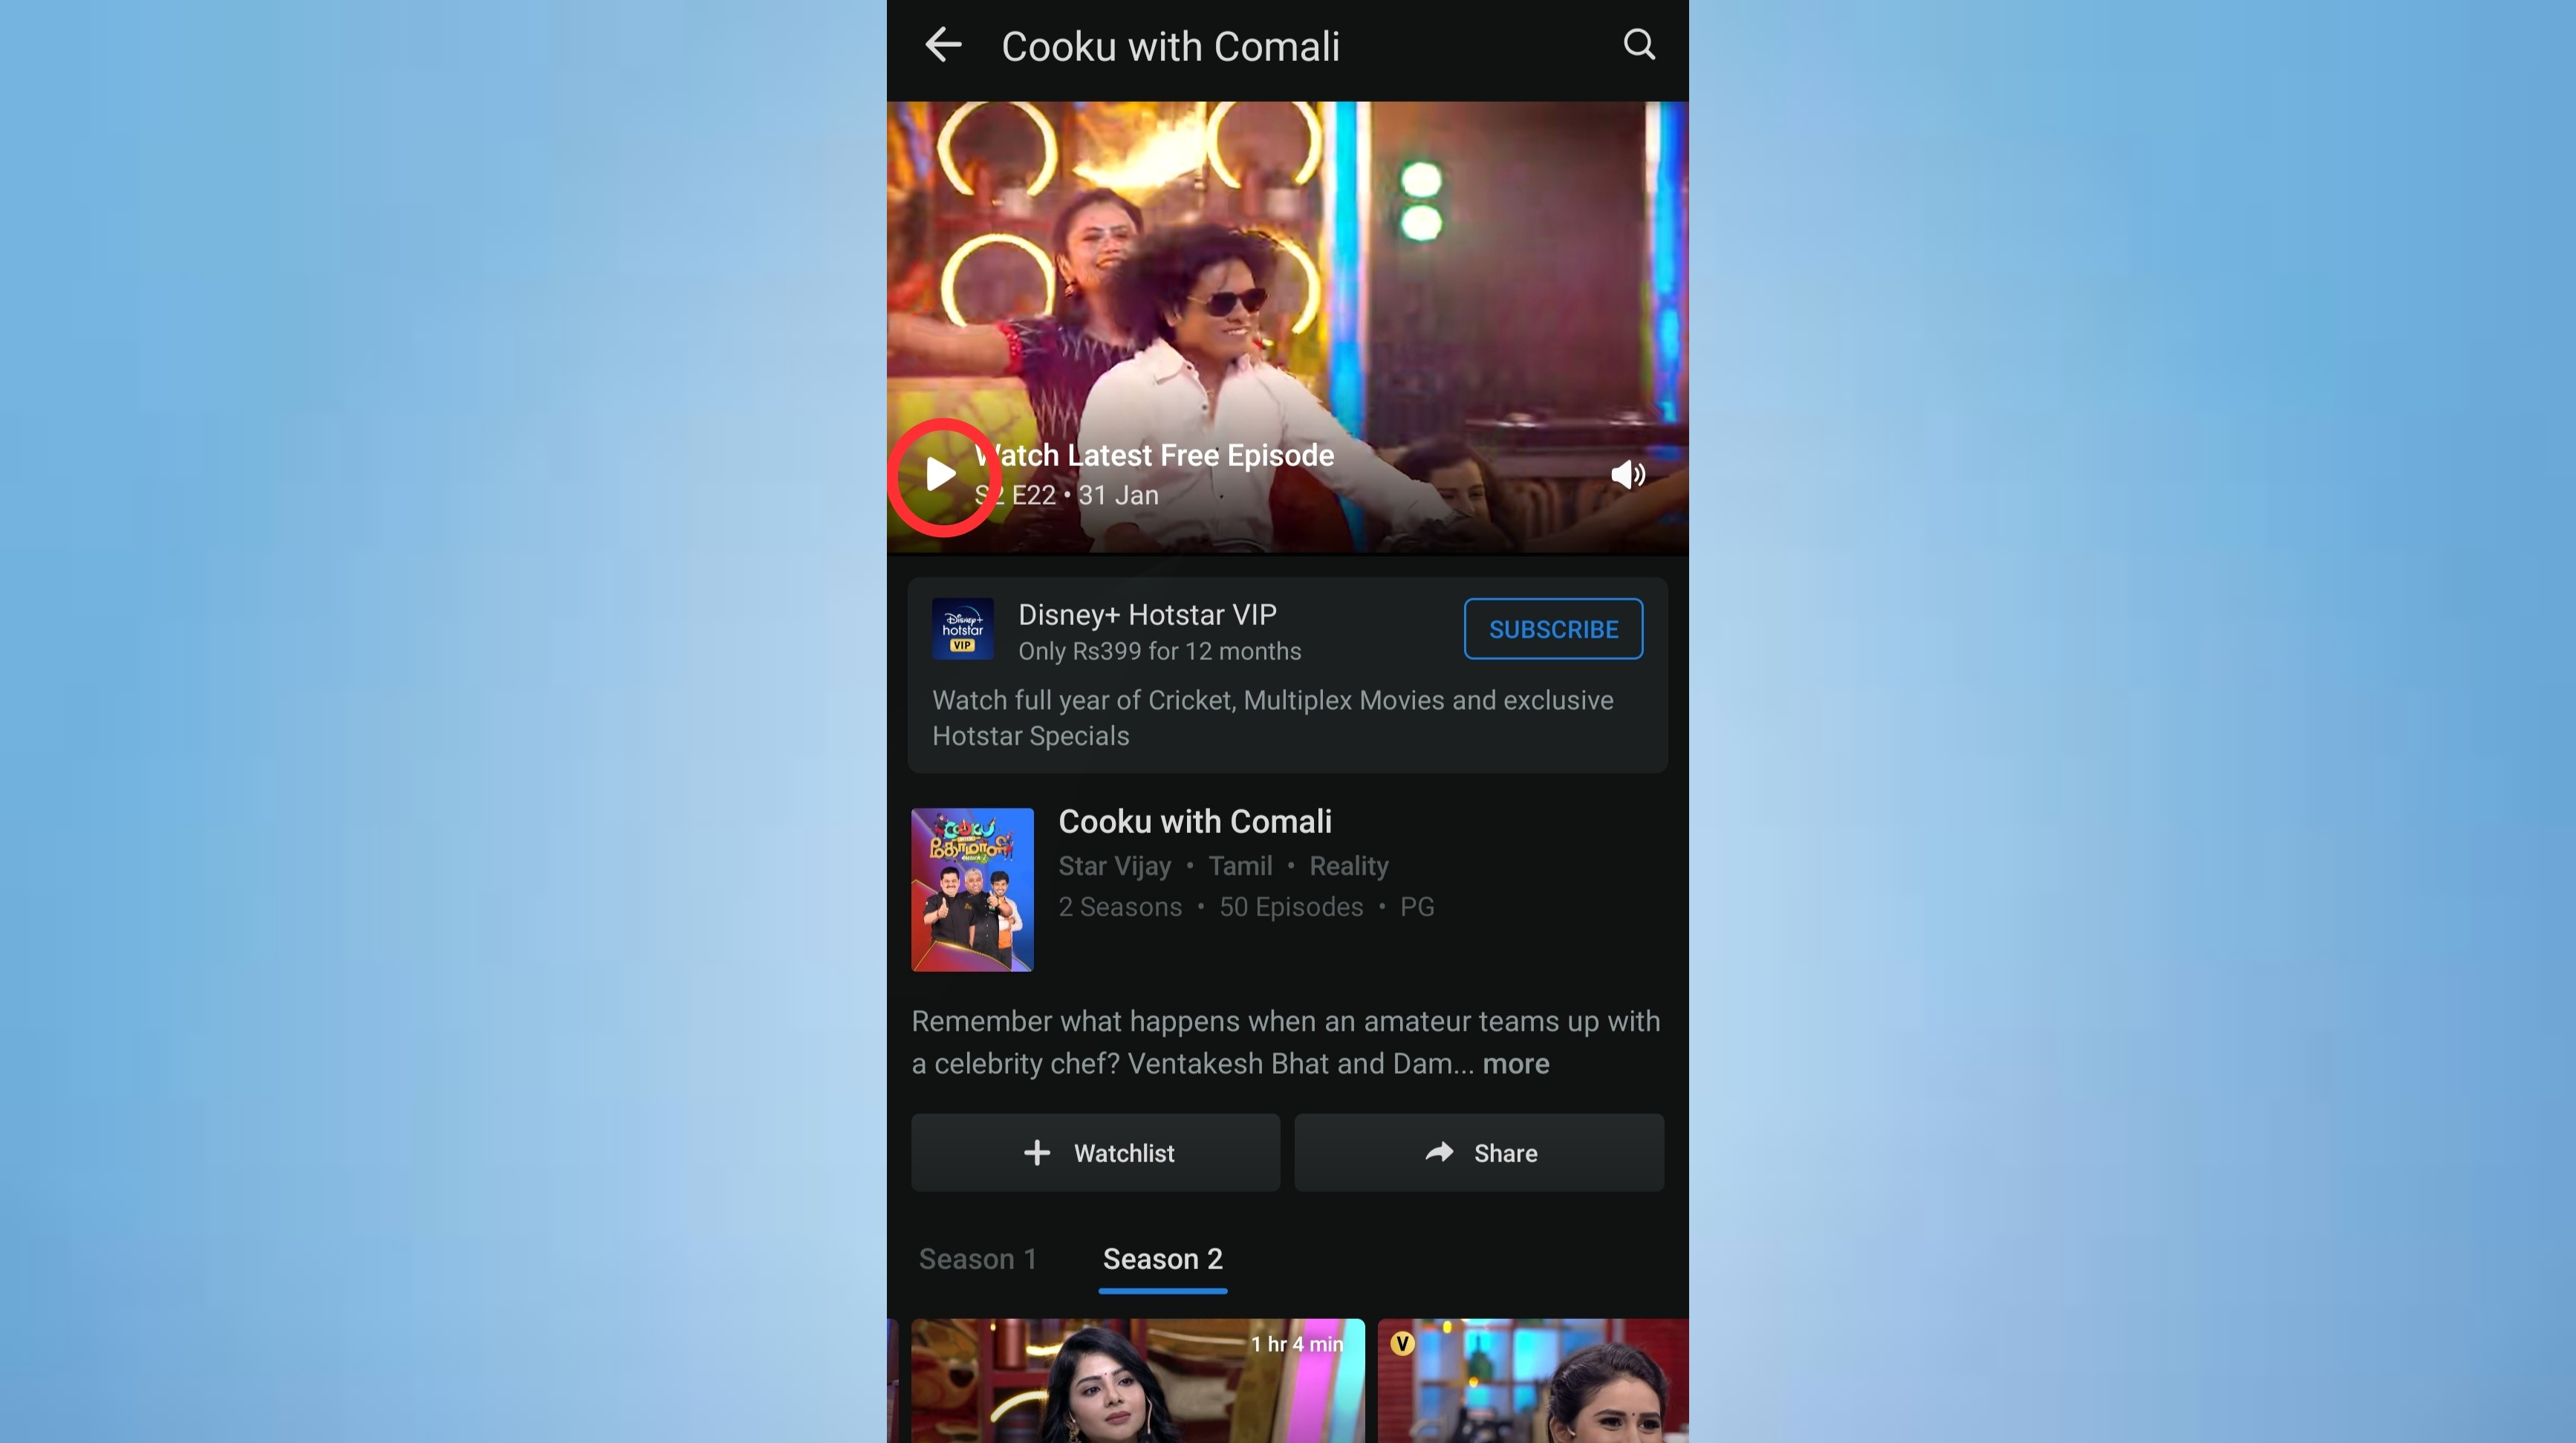 Cooku with Comali
Watch Latest Free Episode
S2 E22 • 31 Jan
Disney+
hotstar
VIP
Disney+ Hotstar VIP
Only Rs399 for 12 months
SUBSCRIBE
Watch full year of Cricket, Multiplex Movies and exclusive
Hotstar Specials
COOKU
கோமாளி
Cooku with Comali
Star Vijay • Tamil • Reality
2 Seasons • 50 Episodes • PG
Remember what happens when an amateur teams up with
a celebrity chef? Ventakesh Bhat and Dam... more
Watchlist
Share
Season 1
Season 2
1 hr 4 min
V